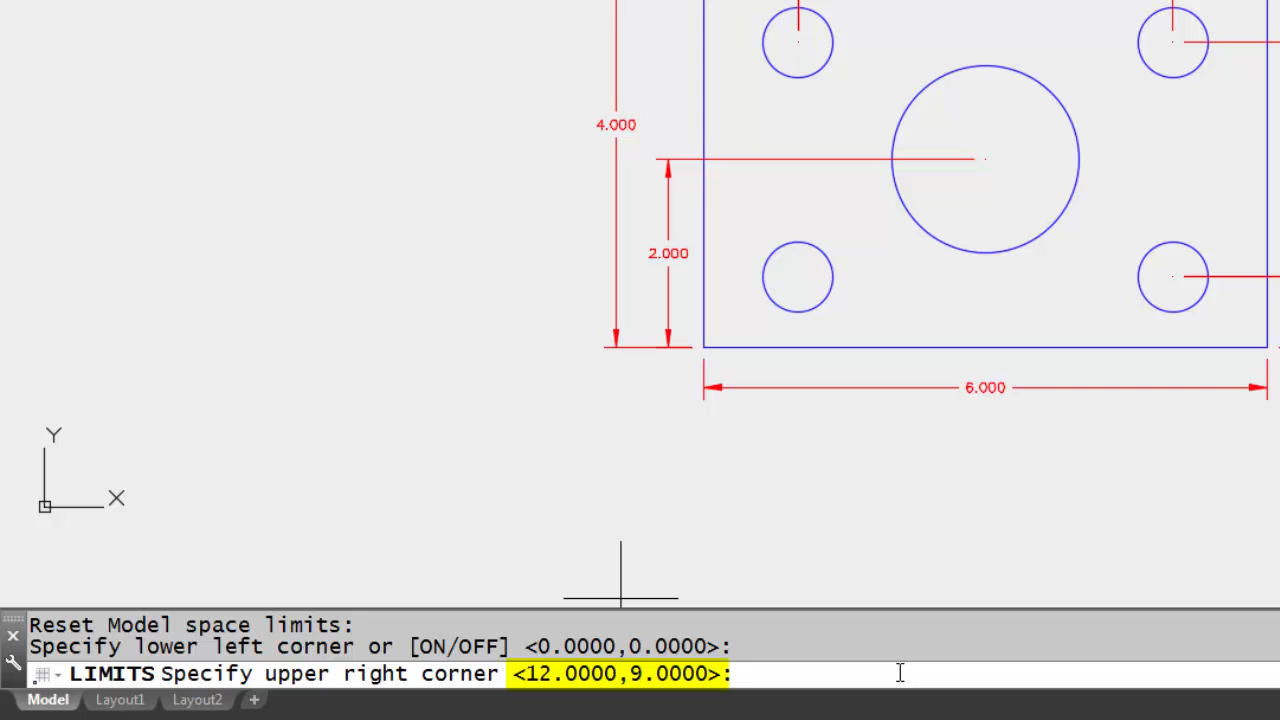 4.000
2.000
6.000
Y
X
Reset Model space limits:
Specify lower left corner or [ON/OFF] <0.0000,0.0000>:
LIMITS Specify upper right corner <12.0000,9.0000>:
Model Layout1 Layout2 +